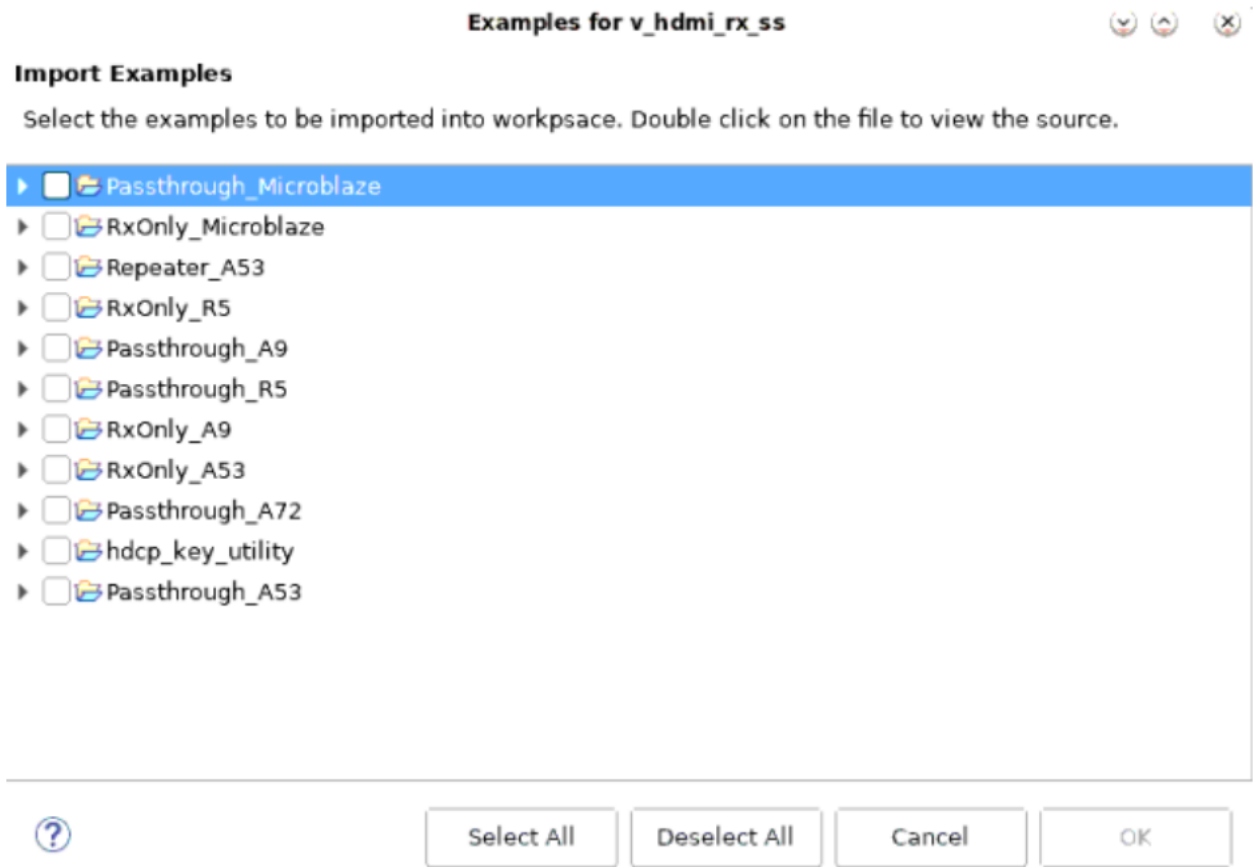 Examples for v_hdmi_rx_ss
Import Examples
Select the examples to be imported into workpsace. Double click on the file to view the source.
Passthrough_Microblaze
RxOnly_Microblaze
Repeater_A53
RxOnly_R5
Passthrough_A9
Passthrough_R5
RxOnly_A9
RxOnly_A53
Passthrough_A72
hdcp_key_utility
Passthrough_A53
? Select All Deselect All Cancel OK